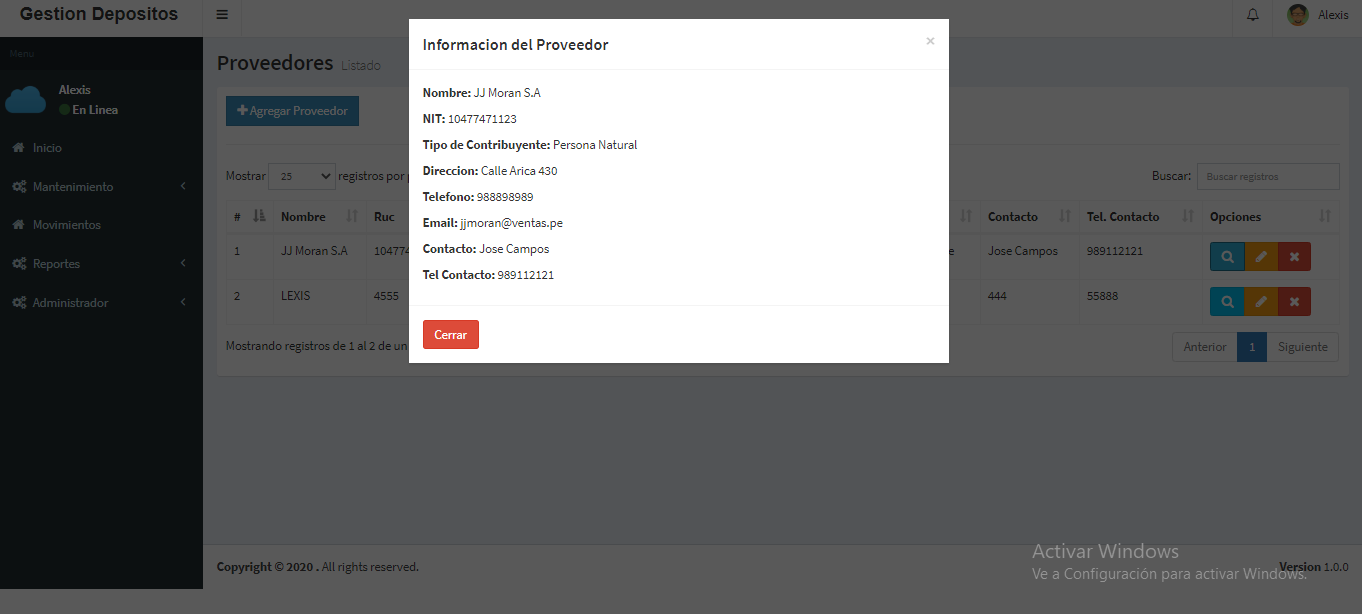 Gestion Depositos
Alexis
Menu
Alexis
En Linea
Inicio
Mantenimiento
Movimientos
Reportes
Administrador
Proveedores Listado
Agregar Proveedor
Mostrar 25 registros por
Buscar: Buscar registros
# Nombre Ruc Contacto Tel. Contacto Opciones
1 JJ Moran S.A 10477 e Jose Campos 989112121
2 LEXIS 4555 444 55888
Mostrando registros de 1 al 2 de un
Anterior 1 Siguiente
Informacion del Proveedor ×
Nombre: JJ Moran S.A
NIT: 10477471123
Tipo de Contribuyente: Persona Natural
Direccion: Calle Arica 430
Telefono: 988898989
Email: jjmoran@ventas.pe
Contacto: Jose Campos
Tel Contacto: 989112121
Cerrar
Activar Windows
Ve a Configuración para activar Windows.
Copyright © 2020 . All rights reserved.
Version 1.0.0